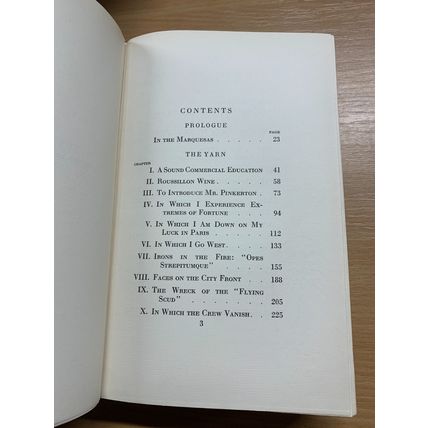 CONTENTS
PROLOGUE
PAGE
IN THE MARQUESAS . . . . . 23
THE YARN
CHAPTER
I. A SOUND COMMERCIAL EDUCATION 41
II. ROUSSILLON WINE . . . . . 58
III. TO INTRODUCE MR. PINKERTON . 73
IV. IN WHICH I EXPERIENCE EX-
TREMES OF FORTUNE . . . 94
V. IN WHICH I AM DOWN ON MY
LUCK IN PARIS . . . . . 112
VI. IN WHICH I GO WEST . . . . 133
VII. IRONS IN THE FIRE: "OPES
STREPITUMQUE" . . . . 155
VIII. FACES ON THE CITY FRONT . . 188
IX. THE WRECK OF THE "FLYING
SCUD" . . . . . . . 205
X. IN WHICH THE CREW VANISH . . 225
3